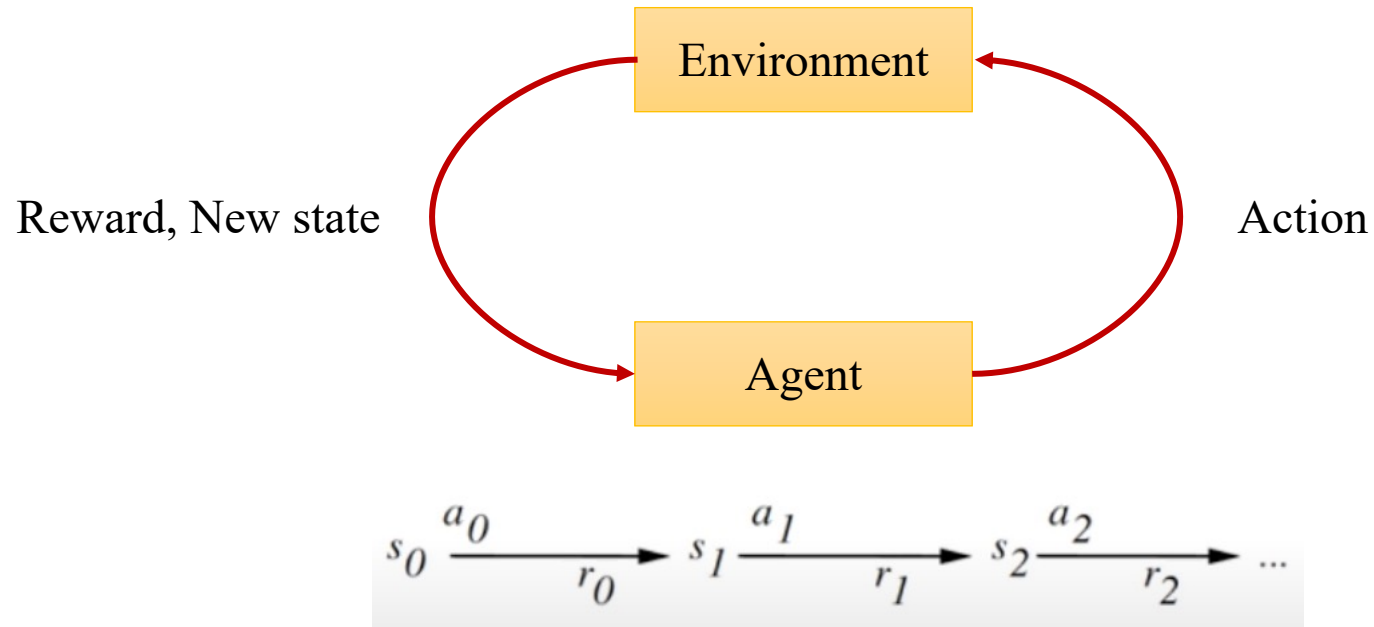 Environment
Reward, New state
Action
Agent
a0 a1 a2
s0 s1 s2 ...
r0 r1 r2